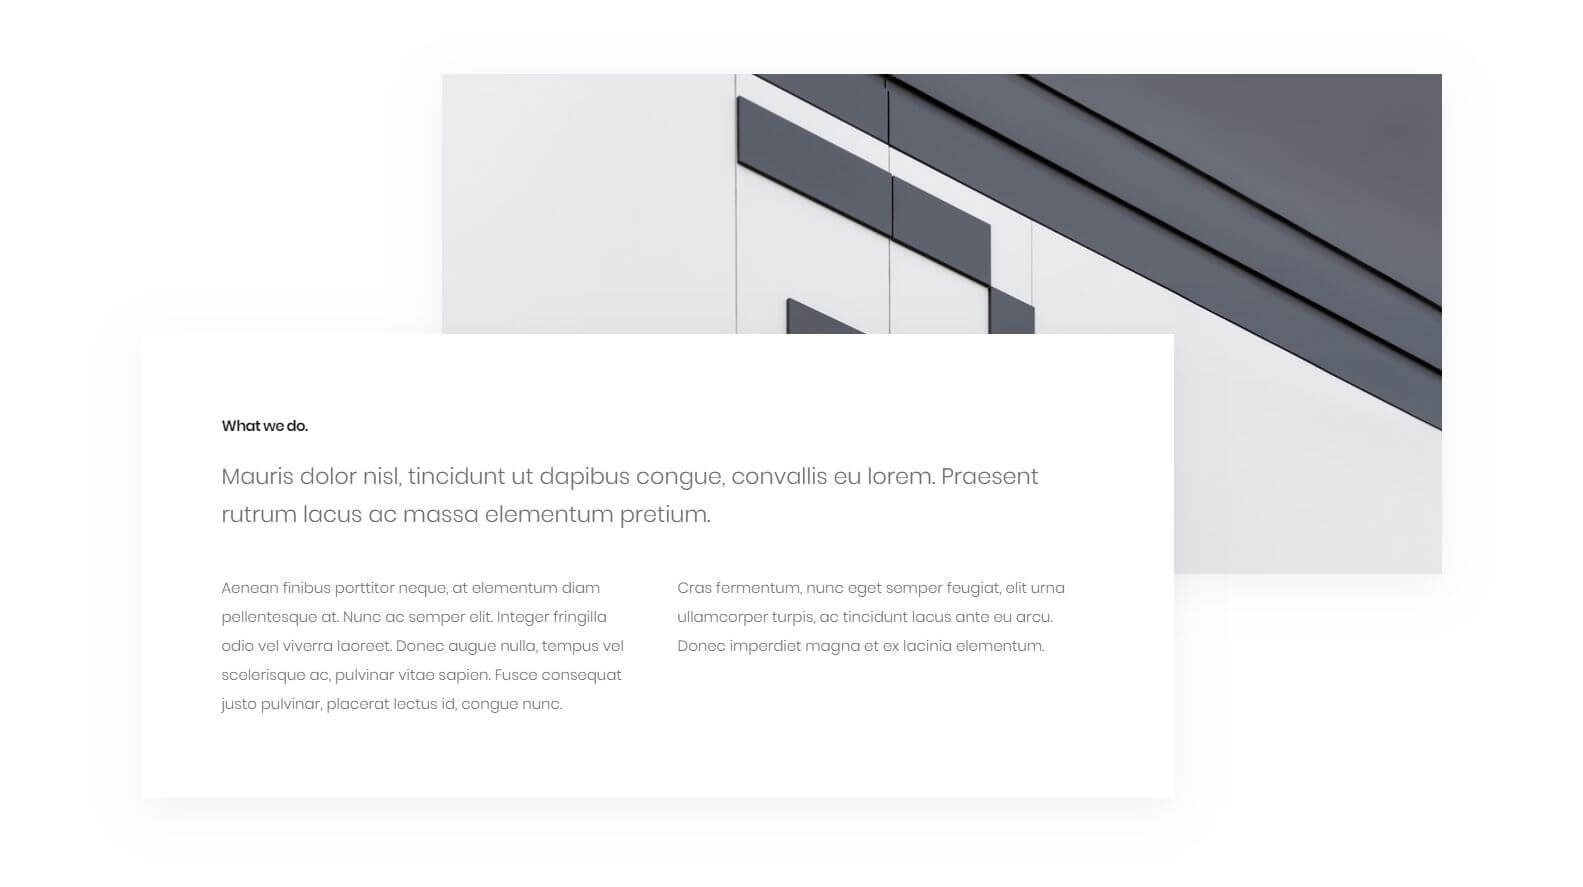 What we do.
Mauris dolor nisl, tincidunt ut dapibus congue, convallis eu lorem. Praesent
rutrum lacus ac massa elementum pretium.
Aenean finibus porttitor neque, at elementum diam
pellentesque at. Nunc ac semper elit. Integer fringilla
odio vel viverra laoreet. Donec augue nulla, tempus vel
scelerisque ac, pulvinar vitae sapien. Fusce consequat
justo pulvinar, placerat lectus id, congue nunc.
Cras fermentum, nunc eget semper feugiat, elit urna
ullamcorper turpis, ac tincidunt lacus ante eu arcu.
Donec imperdiet magna et ex lacinia elementum.